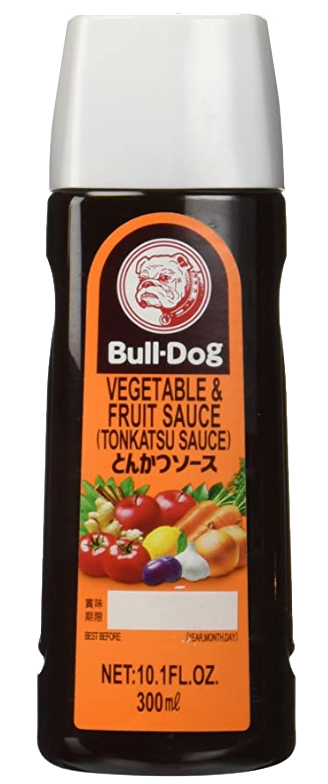 Bull-Dog
VEGETABLE &
FRUIT SAUCE
(TONKATSU SAUCE)
とんかつソース
賞味
期限
BEST BEFORE (YEAR,MONTH,DAY)
NET:10.1FL.OZ.
300ml